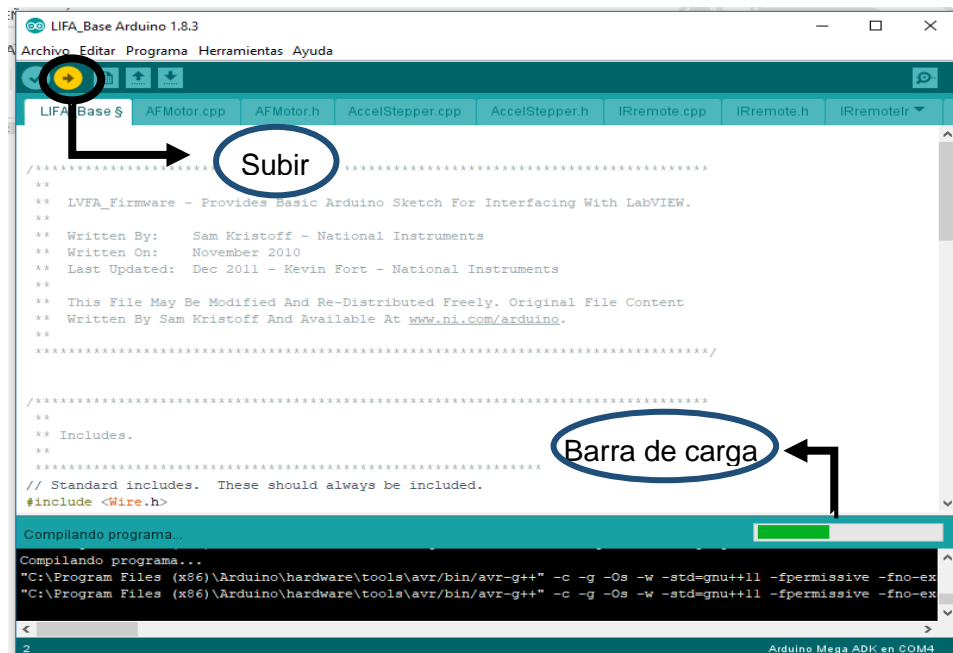 LIFA_Base Arduino 1.8.3
Archivo Editar Programa Herramientas Ayuda
LIFA_Base § AFMotor.cpp AFMotor.h AccelStepper.cpp AccelStepper.h IRremote.cpp IRremote.h IRremoteIr
Subir
/******************************************************************
**
** LVFA_Firmware - Provides Basic Arduino Sketch For Interfacing With LabVIEW.
**
** Written By: Sam Kristoff - National Instruments
** Written On: November 2010
** Last Updated: Dec 2011 - Kevin Fort - National Instruments
**
** This File May Be Modified And Re-Distributed Freely. Original File Content
** Written By Sam Kristoff And Available At www.ni.com/arduino.
**
******************************************************************/
/******************************************************************
**
** Includes.
**
**************************************************
Barra de carga
// Standard includes. These should always be included.
#include <Wire.h>
Compilando programa...
Compilando programa...
"C:\Program Files (x86)\Arduino\hardware\tools\avr/bin/avr-g++" -c -g -Os -w -std=gnu++11 -fpermissive -fno-ex
"C:\Program Files (x86)\Arduino\hardware\tools\avr/bin/avr-g++" -c -g -Os -w -std=gnu++11 -fpermissive -fno-ex
2 Arduino Mega ADK en COM4